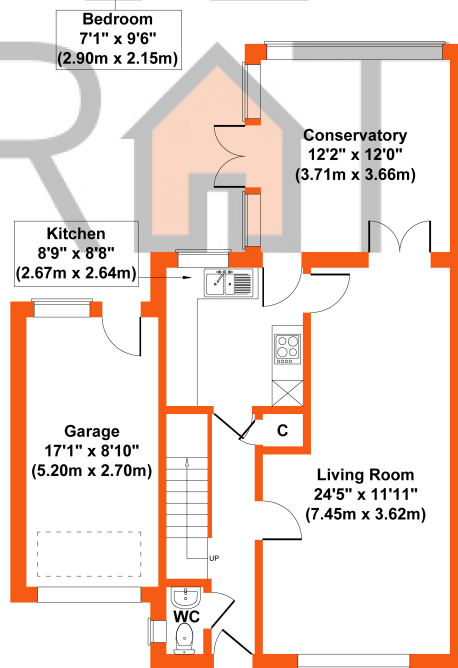 Bedroom
7'1" x 9'6"
(2.90m x 2.15m)
Conservatory
12'2" x 12'0"
(3.71m x 3.66m)
Kitchen
8'9" x 8'8"
(2.67m x 2.64m)
Garage
17'1" x 8'10"
(5.20m x 2.70m)
C
Living Room
24'5" x 11'11"
(7.45m x 3.62m)
UP
WC